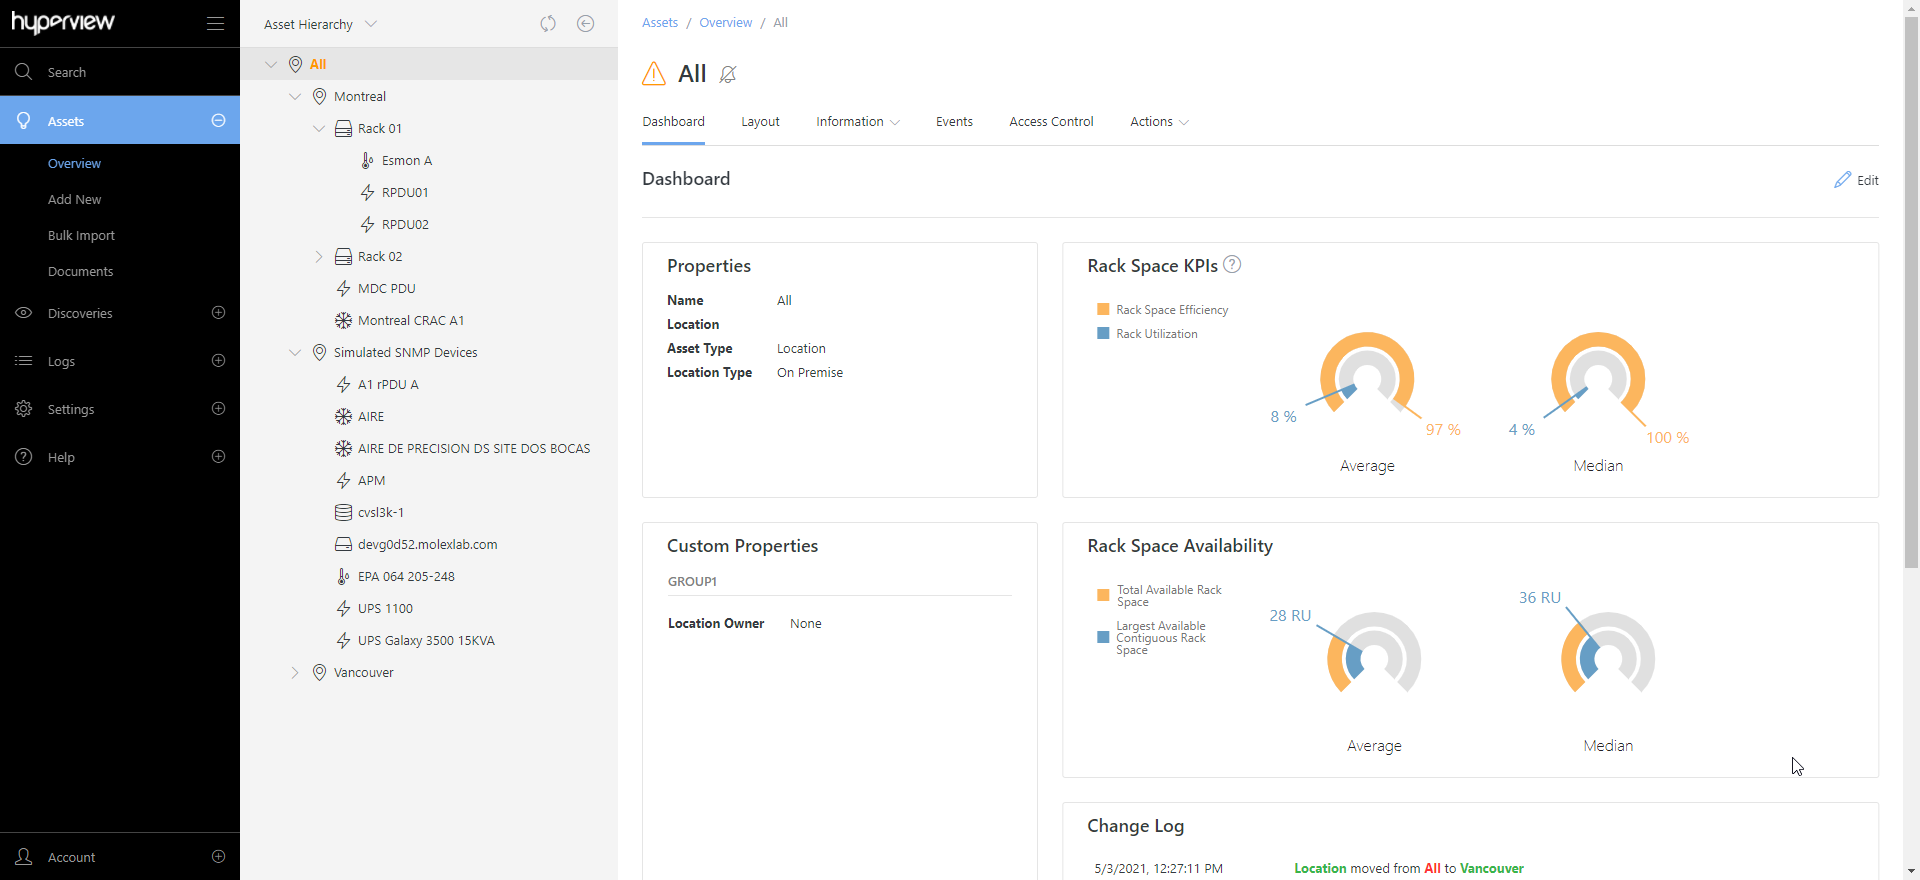 hyperview
Search
Assets
Overview
Add New
Bulk Import
Documents
Discoveries
Logs
Settings
Help
Account
Asset Hierarchy
All
Montreal
Rack 01
Esmon A
RPDU01
RPDU02
Rack 02
MDC PDU
Montreal CRAC A1
Simulated SNMP Devices
A1 rPDU A
AIRE
AIRE DE PRECISION DS SITE DOS BOCAS
APM
cvsl3k-1
devg0d52.molexlab.com
EPA 064 205-248
UPS 1100
UPS Galaxy 3500 15KVA
Vancouver
Assets / Overview / All
All
Dashboard Layout Information Events Access Control Actions
Dashboard
Edit
Properties
Name All
Location
Asset Type Location
Location Type On Premise
Rack Space KPIs ?
Rack Space Efficiency
Rack Utilization
8 %
97 %
Average
4 %
100 %
Median
Custom Properties
GROUP1
Location Owner None
Rack Space Availability
Total Available Rack
Space
Largest Available
Contiguous Rack
Space
28 RU
Average
36 RU
Median
Change Log
5/3/2021, 12:27:11 PM Location moved from All to Vancouver